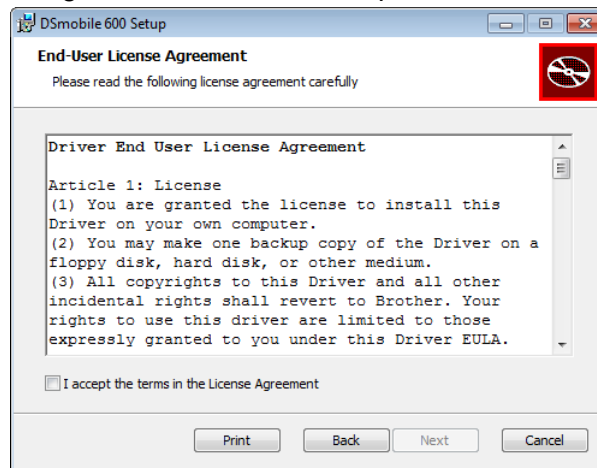 DSmobile 600 Setup
End-User License Agreement
Please read the following license agreement carefully
Driver End User License Agreement
Article 1: License
(1) You are granted the license to install this
Driver on your own computer.
(2) You may make one backup copy of the Driver on a
floppy disk, hard disk, or other medium.
(3) All copyrights to this Driver and all other
incidental rights shall revert to Brother. Your
rights to use this driver are limited to those
expressly granted to you under this Driver EULA.
I accept the terms in the License Agreement
Print Back Next Cancel